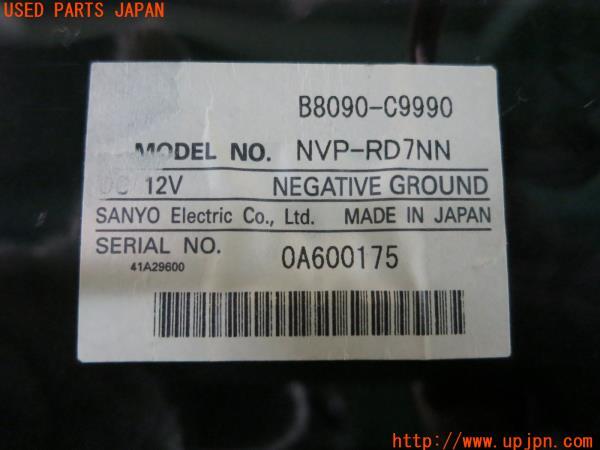 USED PARTS JAPAN
B8090-C9990
MODEL NO. NVP-RD7NN
DC 12V NEGATIVE GROUND
SANYO Electric Co., Ltd. MADE IN JAPAN
SERIAL NO. 0A600175
41A29600
http://www.upjpn.com/